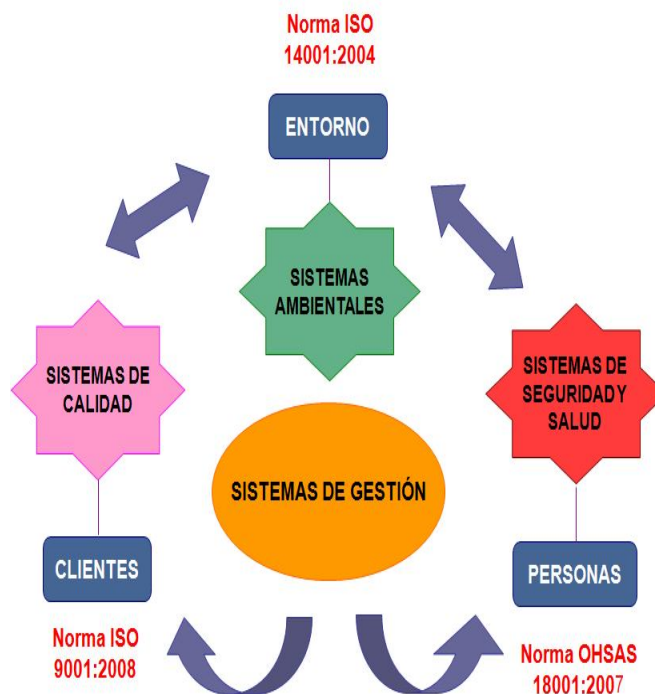 Norma ISO
14001:2004
ENTORNO
SISTEMAS
AMBIENTALES
SISTEMAS DE
CALIDAD
SISTEMAS DE
SEGURIDAD Y
SALUD
SISTEMAS DE GESTIÓN
CLIENTES
PERSONAS
Norma ISO
9001:2008
Norma OHSAS
18001:2007